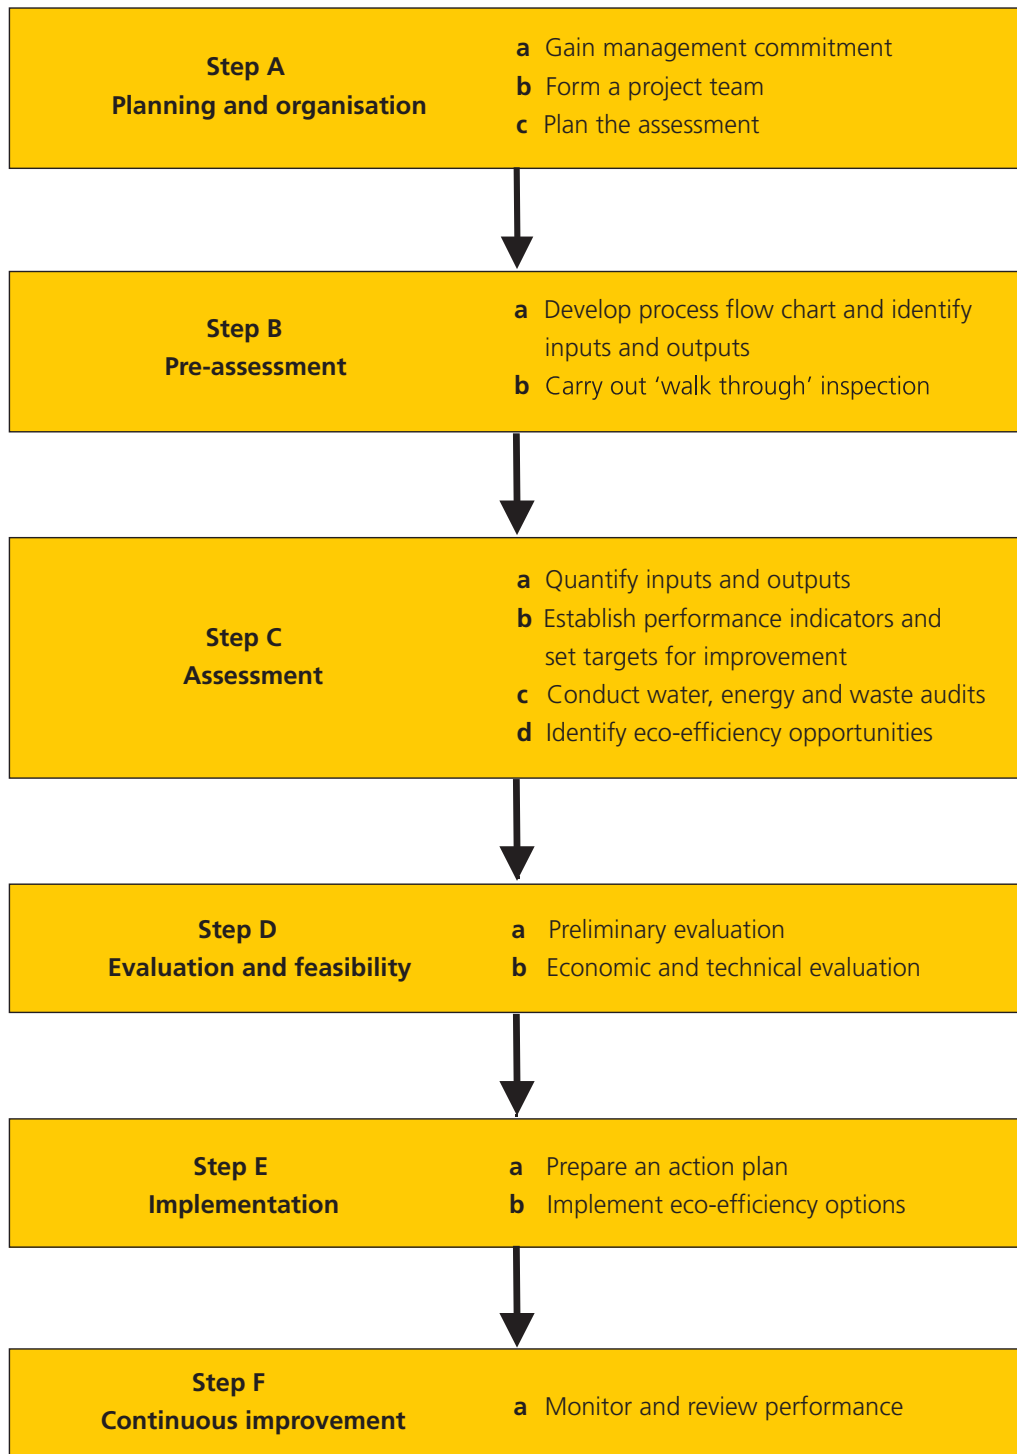 Step A
Planning and organisation
a Gain management commitment
b Form a project team
c Plan the assessment
Step B
Pre-assessment
a Develop process flow chart and identify
inputs and outputs
b Carry out ‘walk through’ inspection
Step C
Assessment
a Quantify inputs and outputs
b Establish performance indicators and
set targets for improvement
c Conduct water, energy and waste audits
d Identify eco-efficiency opportunities
Step D
Evaluation and feasibility
a Preliminary evaluation
b Economic and technical evaluation
Step E
Implementation
a Prepare an action plan
b Implement eco-efficiency options
Step F
Continuous improvement
a Monitor and review performance